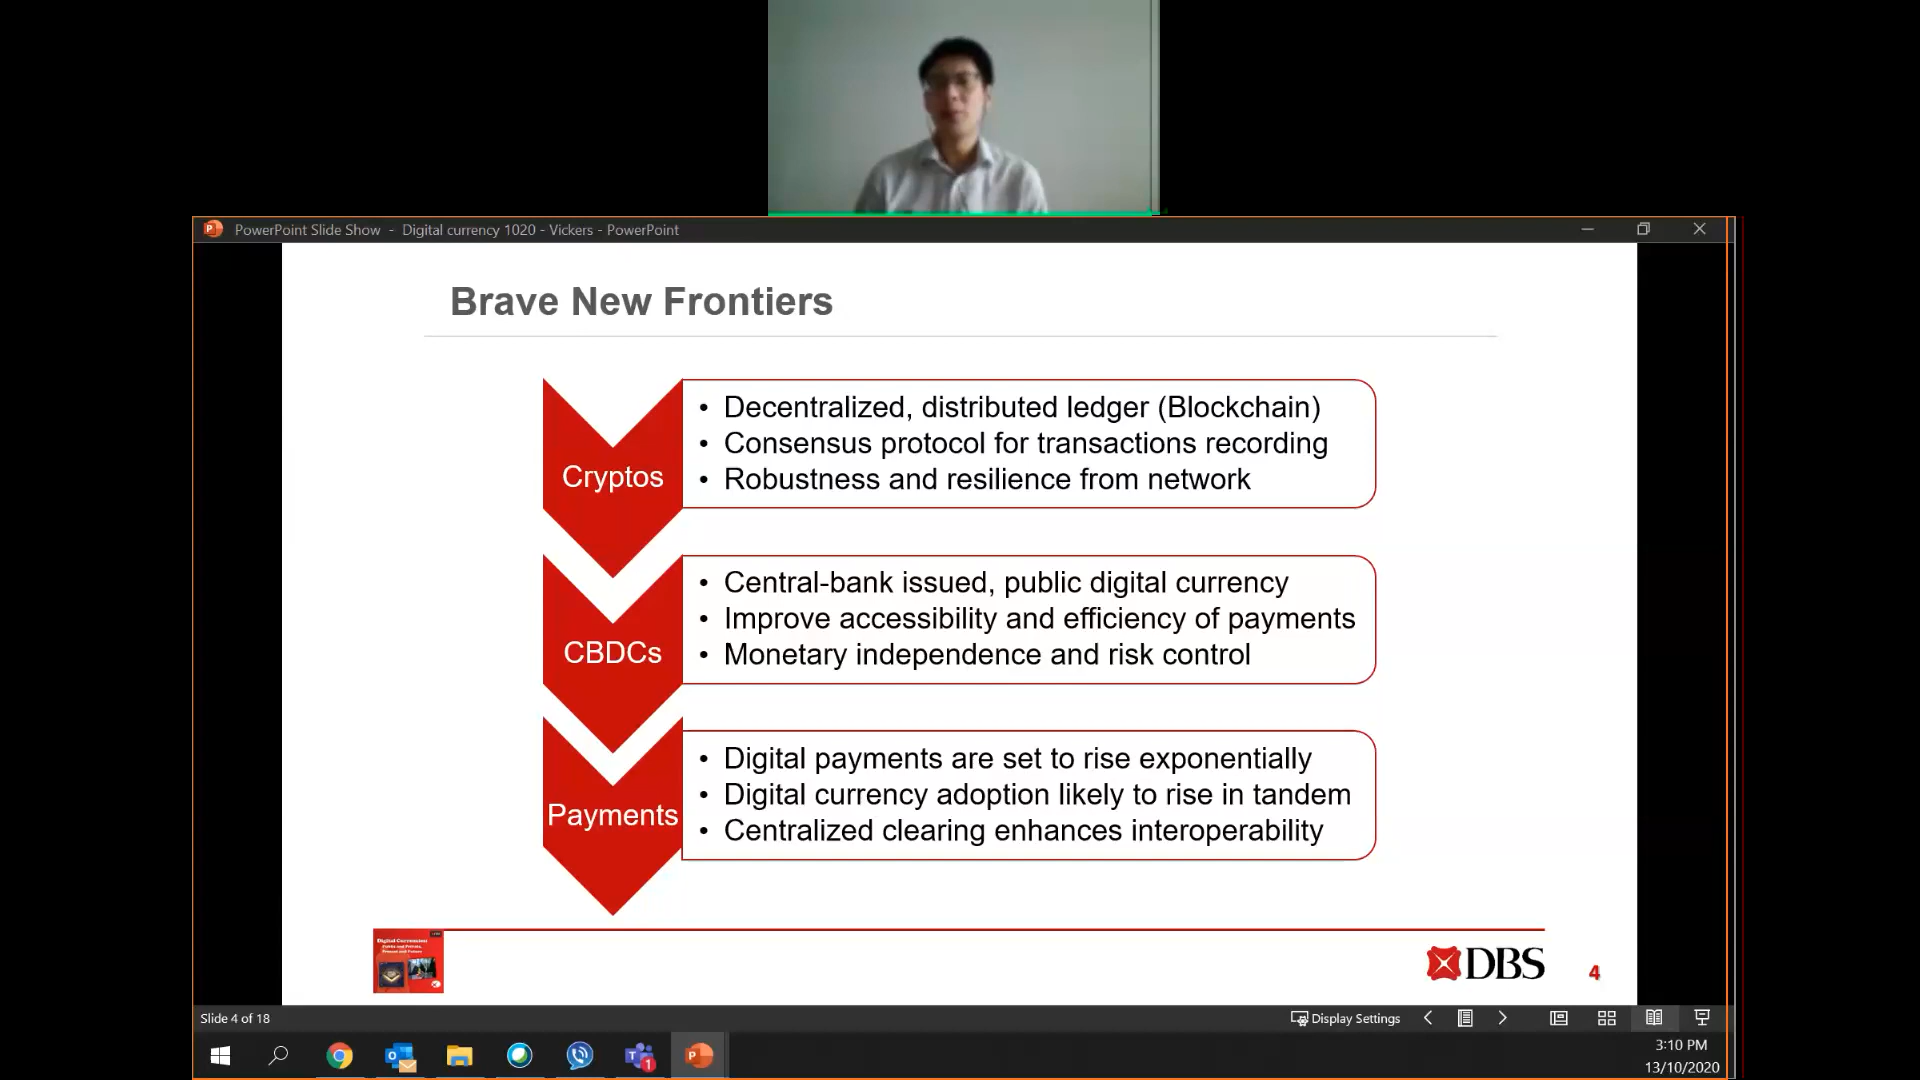 PowerPoint Slide Show - Digital currency 1020 - Vickers - PowerPoint
Brave New Frontiers
Cryptos
• Decentralized, distributed ledger (Blockchain)
• Consensus protocol for transactions recording
• Robustness and resilience from network
CBDCs
• Central-bank issued, public digital currency
• Improve accessibility and efficiency of payments
• Monetary independence and risk control
Payments
• Digital payments are set to rise exponentially
• Digital currency adoption likely to rise in tandem
• Centralized clearing enhances interoperability
DBS
4
Slide 4 of 18
Display Settings
3:10 PM
13/10/2020